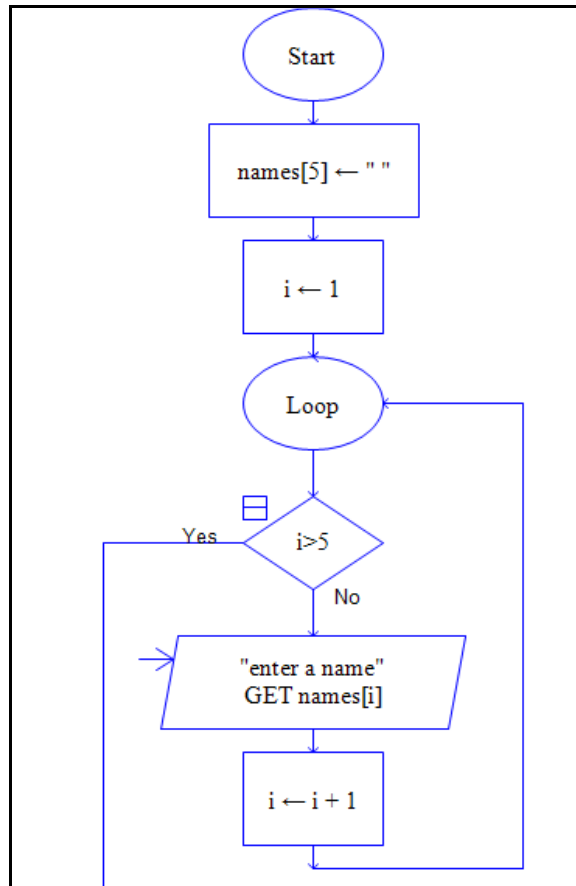 Start
names[5] ← " "
i ← 1
Loop
i>5
Yes
No
"enter a name"
GET names[i]
i ← i + 1